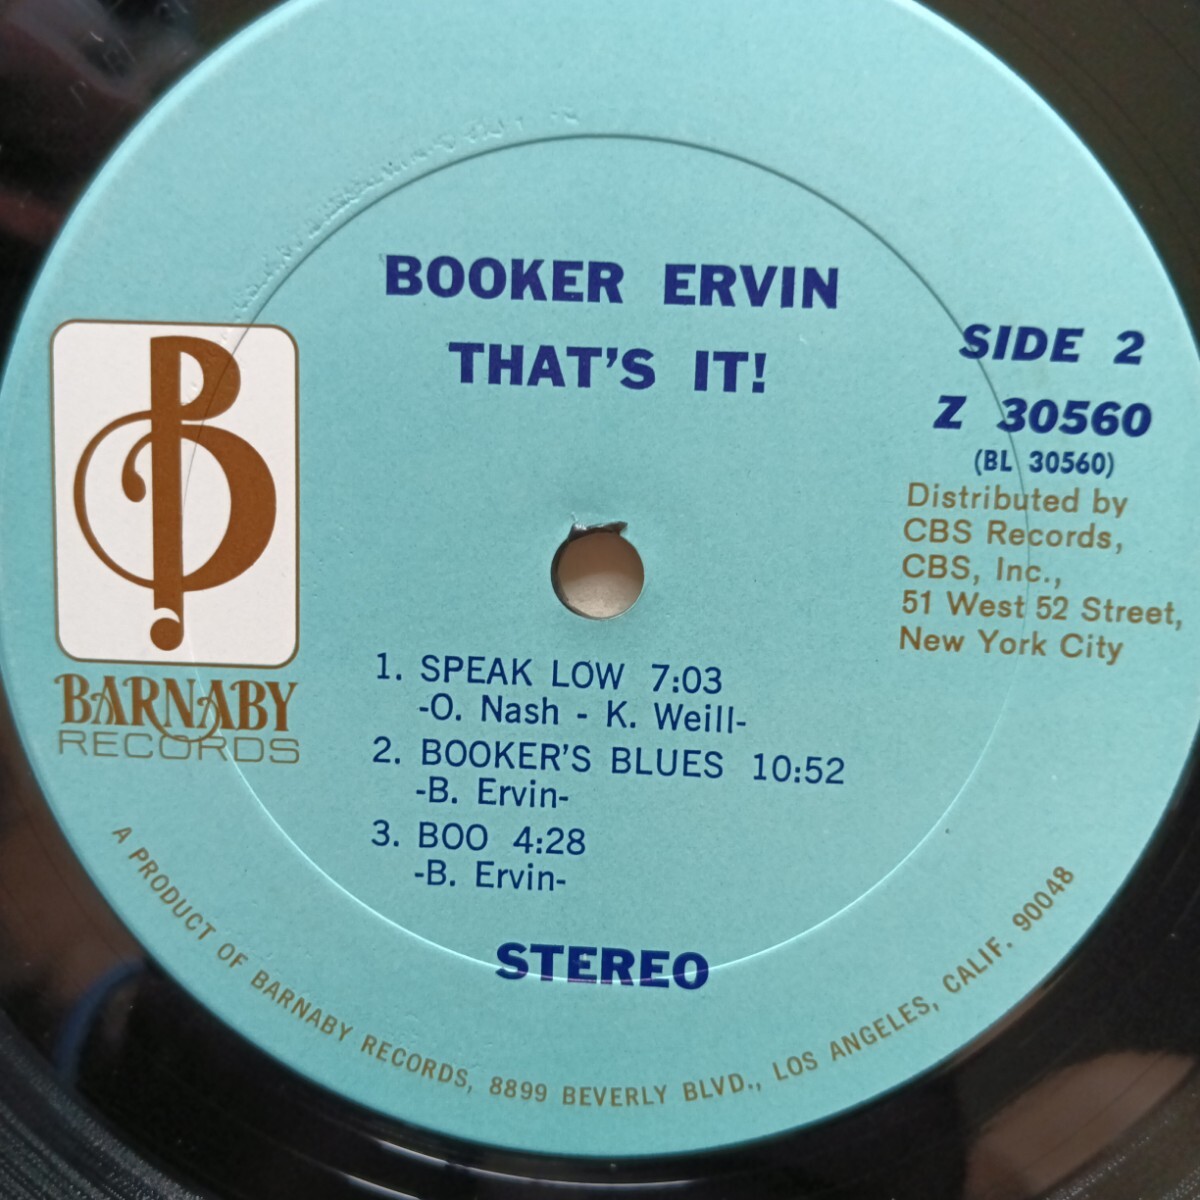 BOOKER ERVIN
THAT'S IT!
SIDE 2
Z 30560
(BL 30560)
Distributed by
CBS Records,
CBS, Inc.,
51 West 52 Street,
New York City
B
BARNABY
RECORDS
1. SPEAK LOW 7:03
-O. Nash - K. Weill-
2. BOOKER'S BLUES 10:52
-B. Ervin-
3. BOO 4:28
-B. Ervin-
STEREO
A PRODUCT OF BARNABY RECORDS, 8899 BEVERLY BLVD., LOS ANGELES, CALIF. 90048